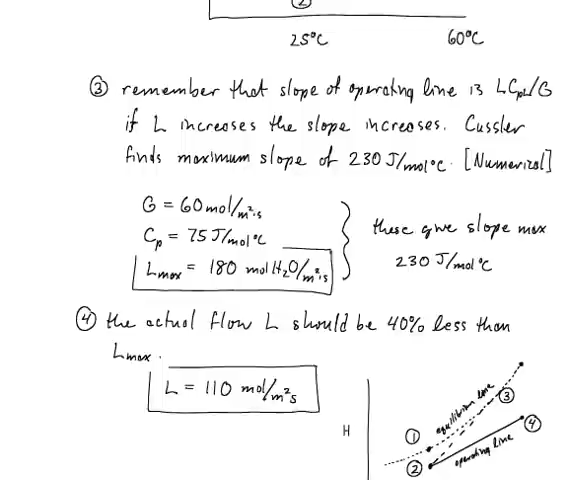 ②
25°C 60°C
③ remember that slope of operating line is LCpL/G
if L increases the slope increases. Cussler
finds maximum slope of 230 J/mol°C. [Numerical]
G = 60 mol/m²·s
Cp = 75 J/mol°C
Lmax = 180 mol H₂O/m²·s
these give slope max
230 J/mol°C
④ the actual flow L should be 40% less than
Lmax.
L = 110 mol/m²s
H
equilibrium line
①
②
③
④
operating line